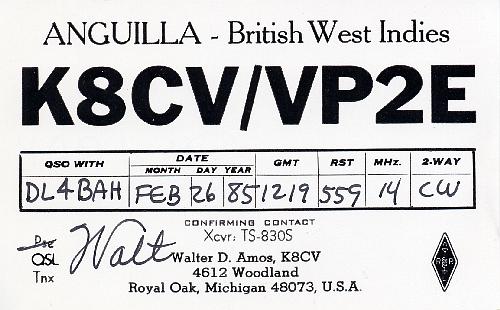 ANGUILLA - British West Indies
K8CV/VP2E
QSO WITH DATE GMT RST MHz. 2-WAY
MONTH DAY YEAR
DL4BAH FEB 26 85 1219 559 14 CW
CONFIRMING CONTACT
Xcvr: TS-830S
Pse
QSL
Tnx
Walt
Walter D. Amos, K8CV
4612 Woodland
Royal Oak, Michigan 48073, U.S.A.
A
R R
L